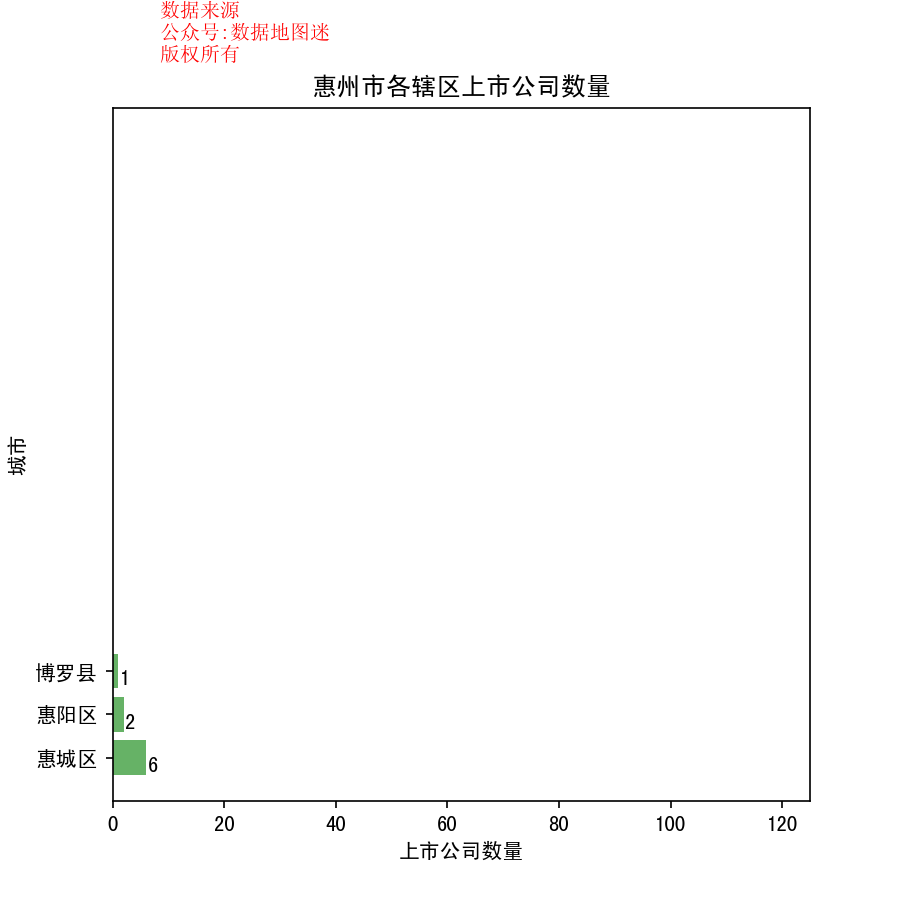 数据来源
公众号:数据地图迷
版权所有
惠州市各辖区上市公司数量
城市
博罗县 1
惠阳区 2
惠城区 6
0 20 40 60 80 100 120
上市公司数量